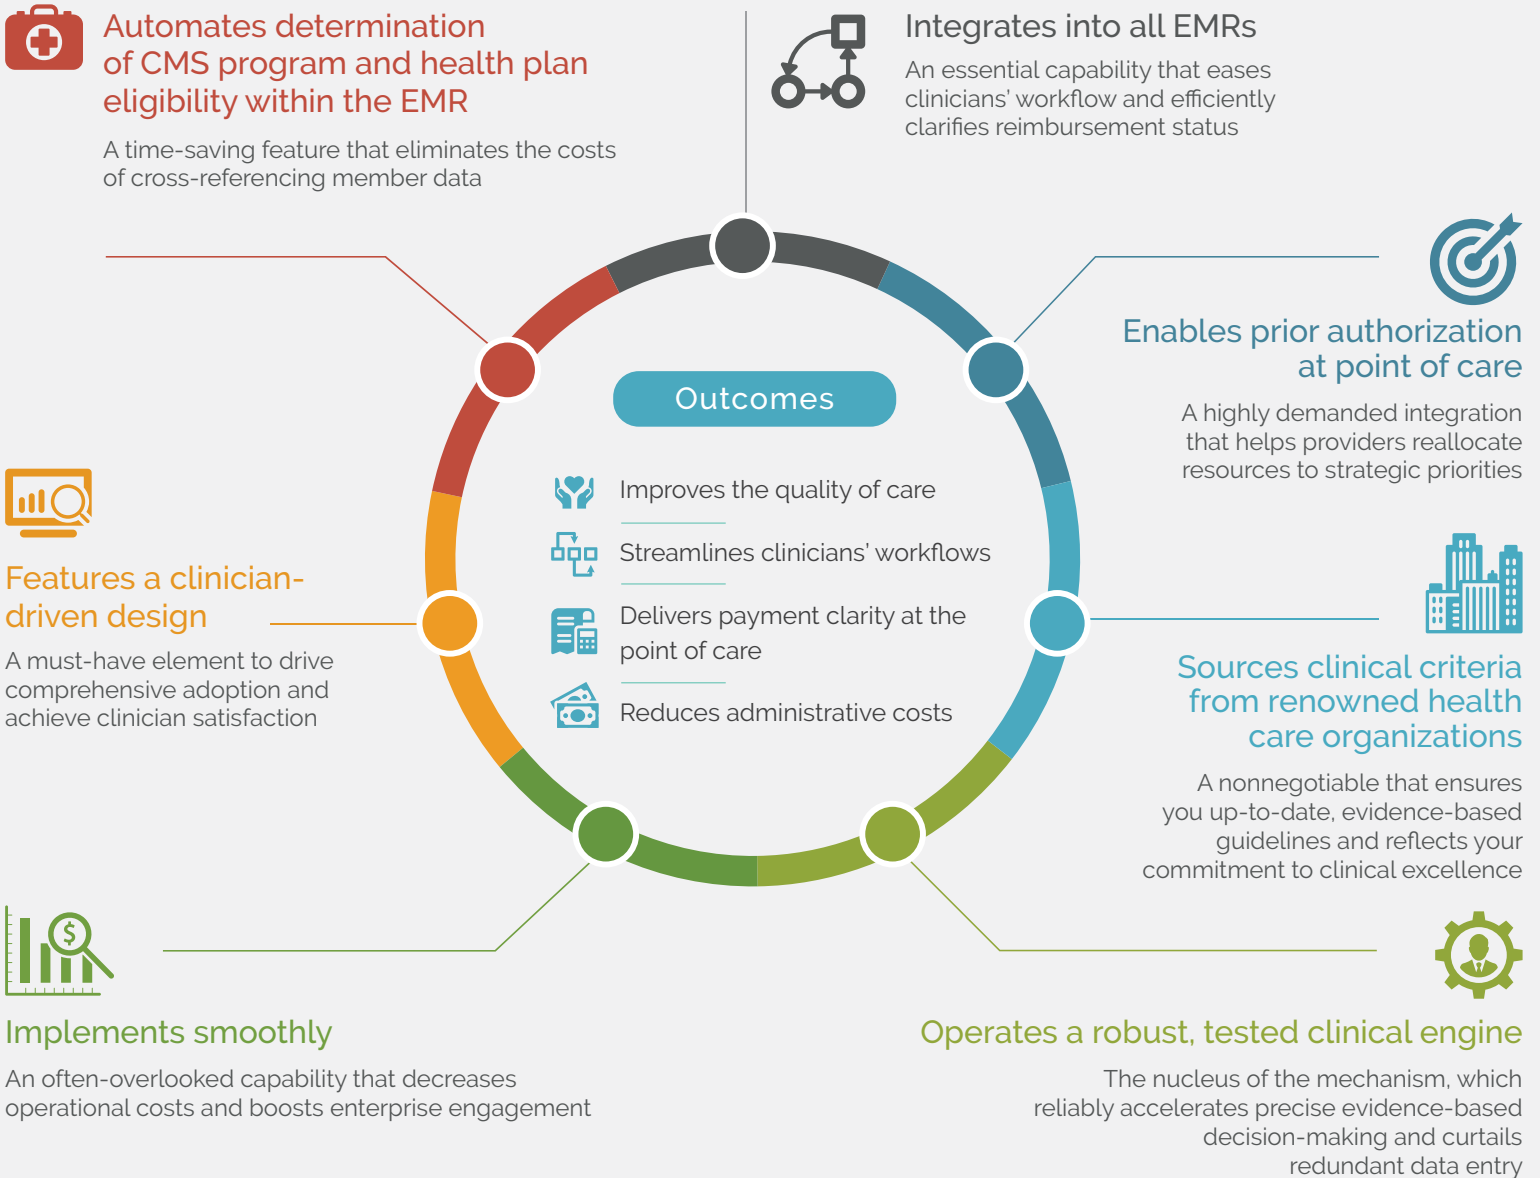 Automates determination
of CMS program and health plan
eligibility within the EMR
A time-saving feature that eliminates the costs
of cross-referencing member data
Integrates into all EMRs
An essential capability that eases
clinicians' workflow and efficiently
clarifies reimbursement status
Enables prior authorization
at point of care
A highly demanded integration
that helps providers reallocate
resources to strategic priorities
Outcomes
Improves the quality of care
Streamlines clinicians' workflows
Delivers payment clarity at the
point of care
Reduces administrative costs
Features a clinician-
driven design
A must-have element to drive
comprehensive adoption and
achieve clinician satisfaction
Sources clinical criteria
from renowned health
care organizations
A nonnegotiable that ensures
you up-to-date, evidence-based
guidelines and reflects your
commitment to clinical excellence
$
Implements smoothly
An often-overlooked capability that decreases
operational costs and boosts enterprise engagement
Operates a robust, tested clinical engine
The nucleus of the mechanism, which
reliably accelerates precise evidence-based
decision-making and curtails
redundant data entry